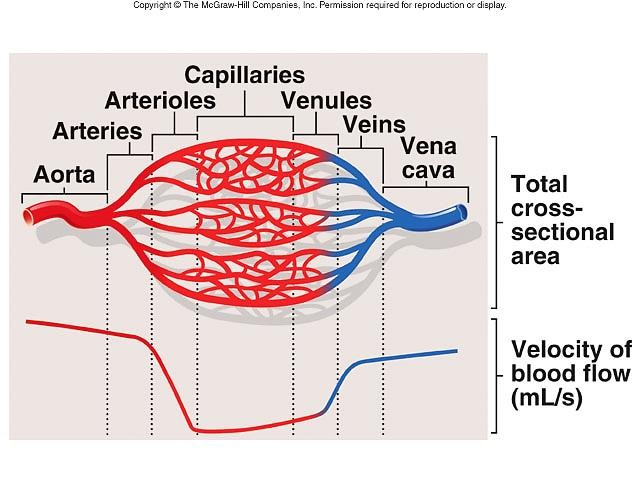 Copyright © The McGraw-Hill Companies, Inc. Permission required for reproduction or display.
Capillaries
Arterioles
Venules
Arteries
Veins
Aorta
Vena
cava
Total
cross-
sectional
area
Velocity of
blood flow
(mL/s)